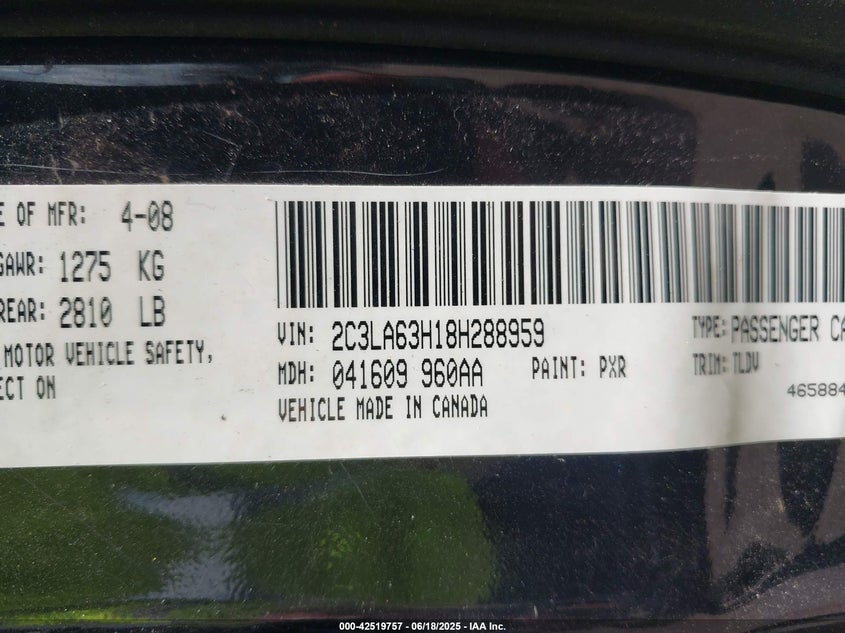 E OF MFR: 4-08
GAWR: 1275 KG
REAR: 2810 LB
MOTOR VEHICLE SAFETY,
ECT ON
VIN: 2C3LA63H18H288959
TYPE: PASSENGER CA
MDH: 041609 960AA
PAINT: PXR
TRIM: TLDV
VEHICLE MADE IN CANADA
465884
000-42519757 - 06/18/2025 - IAA Inc.